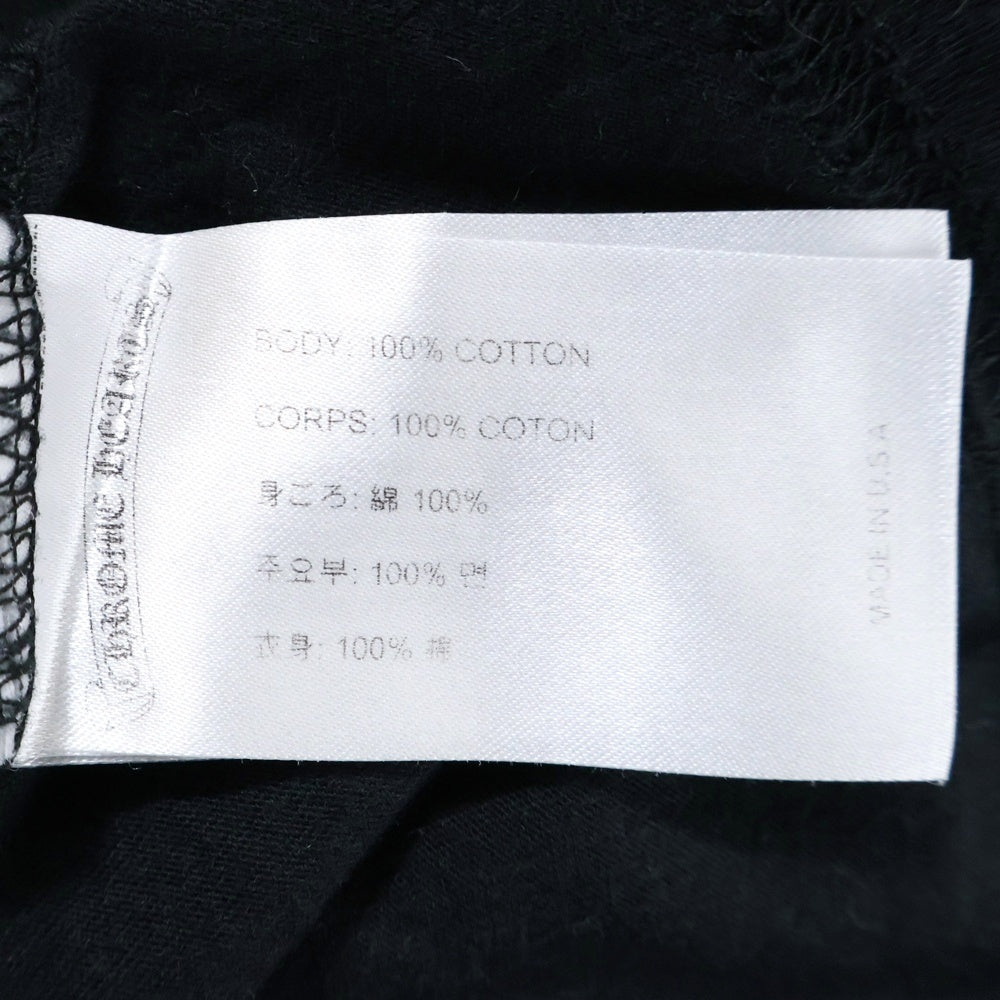 CHROME HEARTS
BODY: 100% COTTON
CORPS: 100% COTON
身ごろ: 綿 100%
주요부: 100% 면
衣身: 100% 棉
MADE IN U.S.A